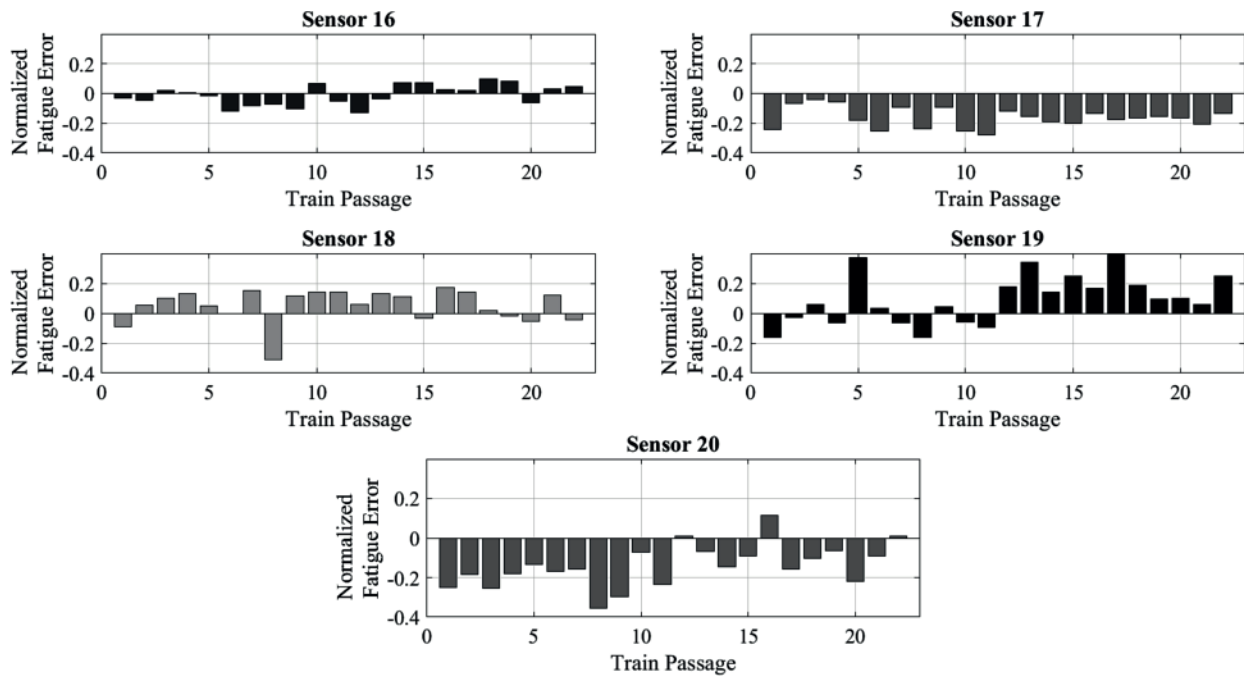 Sensor 16
Normalized
Fatigue Error
0.2
0
-0.2
-0.4
0
5
10
15
20
Train Passage
Sensor 17
Normalized
Fatigue Error
0.2
0
-0.2
-0.4
0
5
10
15
20
Train Passage
Sensor 18
Normalized
Fatigue Error
0.2
0
-0.2
-0.4
0
5
10
15
20
Train Passage
Sensor 19
Normalized
Fatigue Error
0.2
0
-0.2
-0.4
0
5
10
15
20
Train Passage
Sensor 20
Normalized
Fatigue Error
0.2
0
-0.2
-0.4
0
5
10
15
20
Train Passage